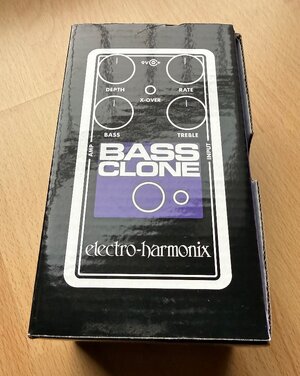 9V
DEPTH RATE
X-OVER
BASS TREBLE
AMP INPUT
BASS
CLONE
electro-harmonix